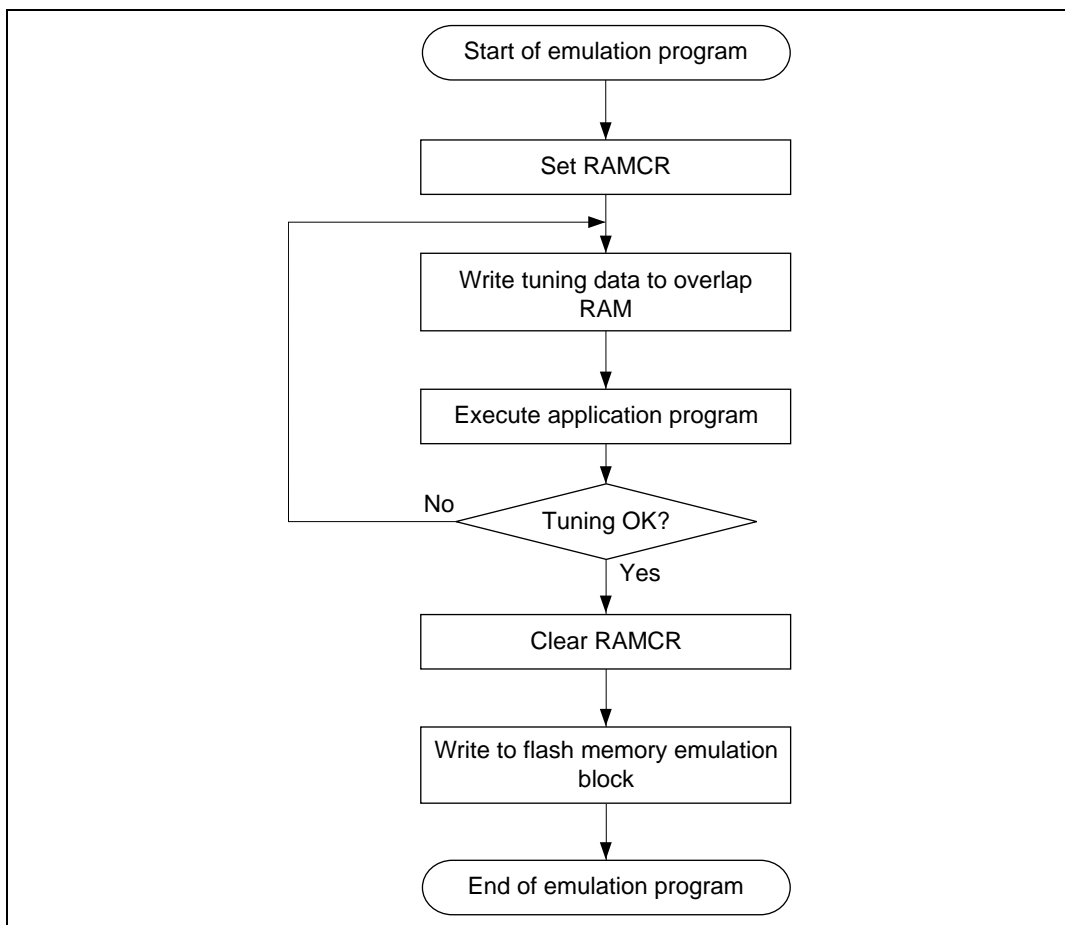 Start of emulation program
Set RAMCR
Write tuning data to overlap
RAM
Execute application program
No
Tuning OK?
Yes
Clear RAMCR
Write to flash memory emulation
block
End of emulation program